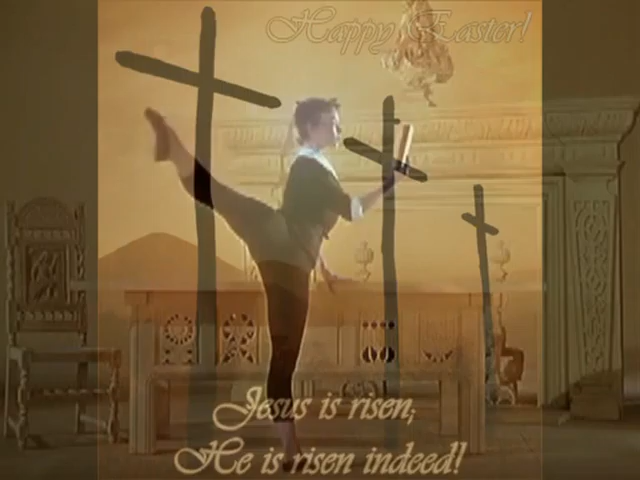 Happy Easter!
Jesus is risen;
He is risen indeed!